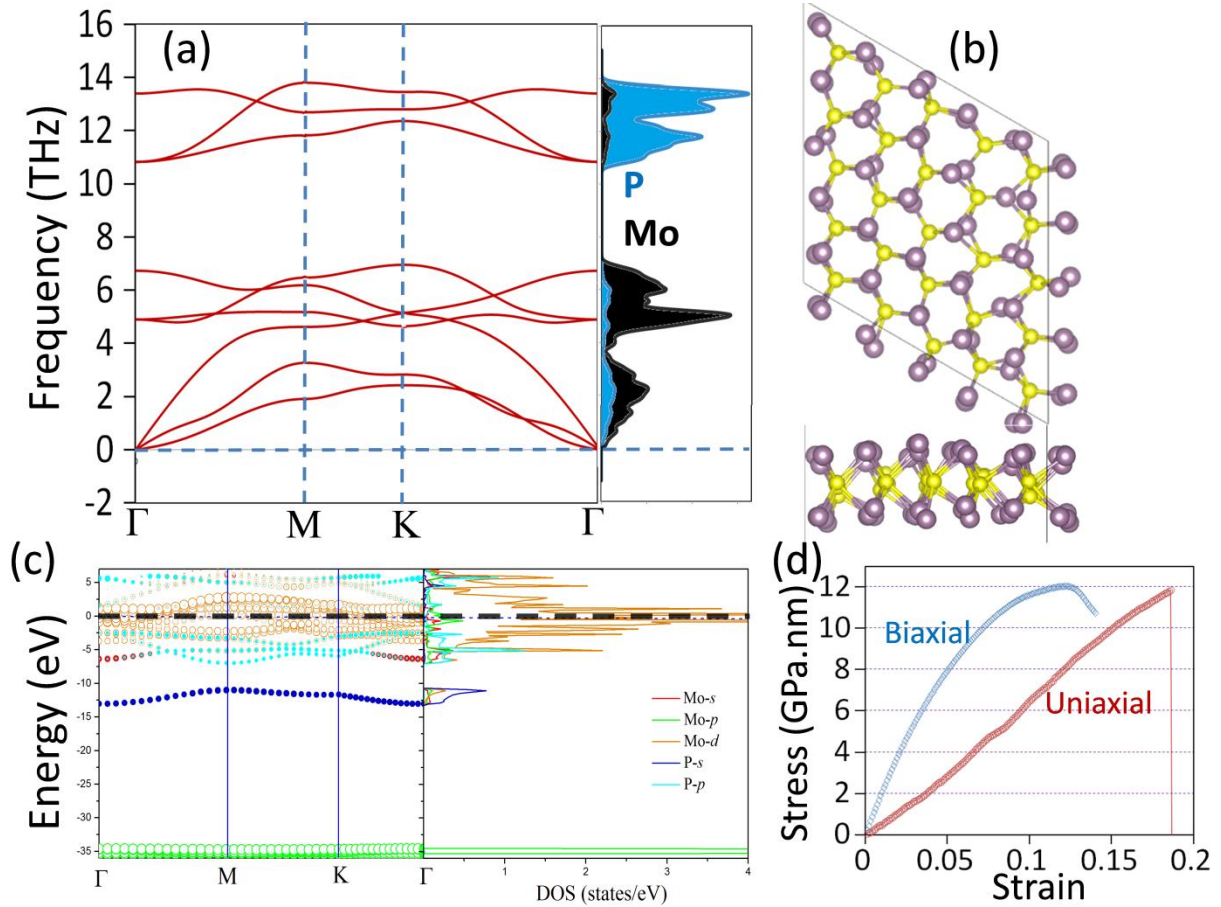 (a)
16
14
12
10
8
6
4
2
0
-2
Frequency (THz)
Γ M K Γ
P
Mo
(b)
(c)
5
0
-5
-10
-15
-20
-25
-30
-35
Energy (eV)
Γ M K Γ
Mo-s
Mo-p
Mo-d
P-s
P-p
1 2 3 4
DOS (states/eV)
(d)
12
10
8
6
4
2
0
Stress (GPa.nm)
Biaxial
Uniaxial
0 0.05 0.1 0.15 0.2
Strain